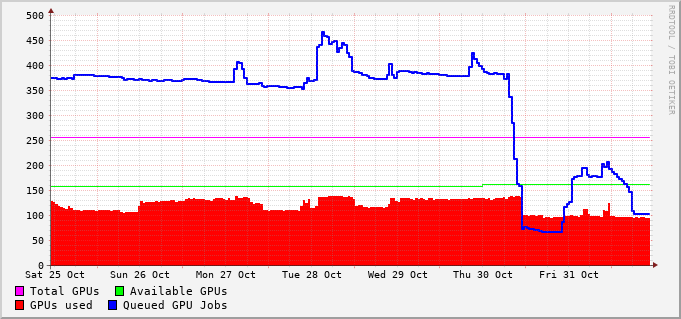 500
450
400
350
300
250
200
150
100
50
0
Sat 25 Oct Sun 26 Oct Mon 27 Oct Tue 28 Oct Wed 29 Oct Thu 30 Oct Fri 31 Oct
Total GPUs Available GPUs
GPUs used Queued GPU Jobs
RRDTOOL / TOBI OETIKER